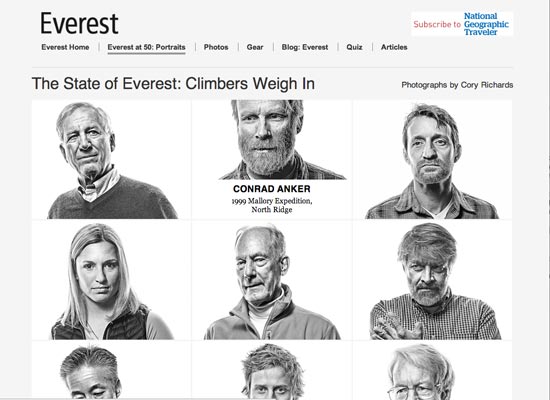 Everest
Subscribe to National Geographic Traveler
Everest Home Everest at 50: Portraits Photos Gear Blog: Everest Quiz Articles
The State of Everest: Climbers Weigh In
Photographs by Cory Richards
CONRAD ANKER
1999 Mallory Expedition,
North Ridge